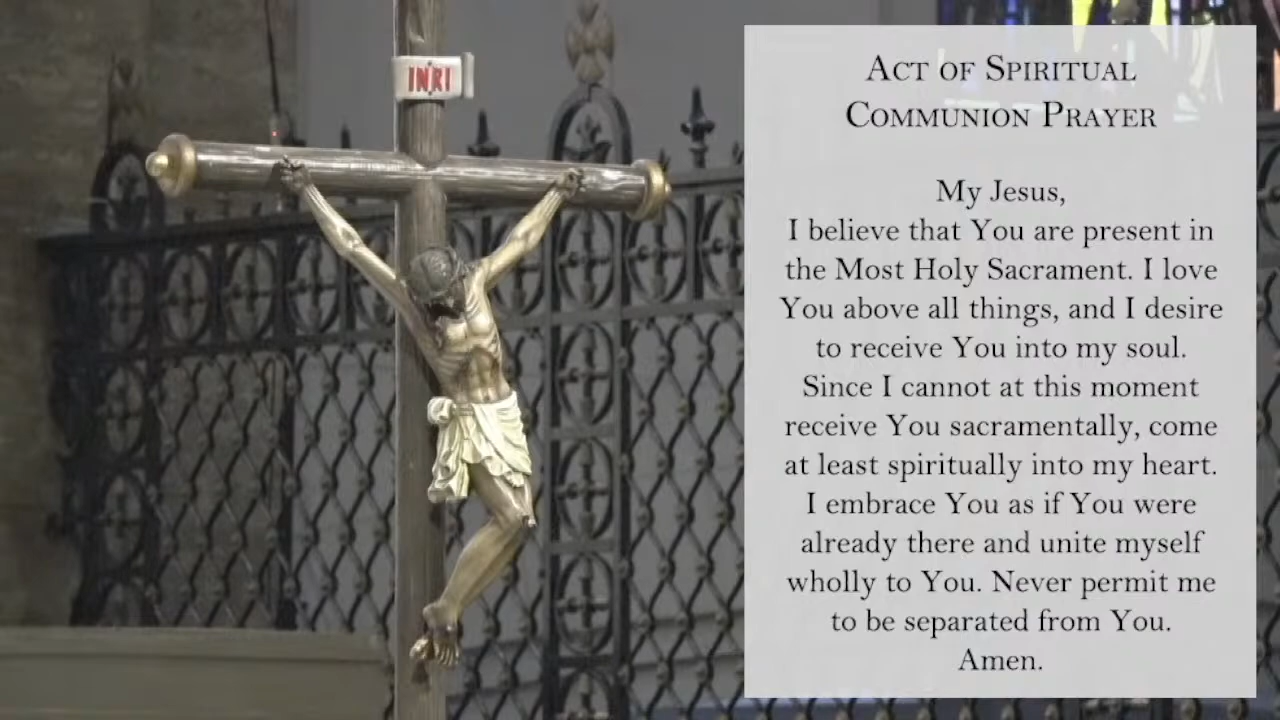 INRI
Act of Spiritual
Communion Prayer
My Jesus,
I believe that You are present in
the Most Holy Sacrament. I love
You above all things, and I desire
to receive You into my soul.
Since I cannot at this moment
receive You sacramentally, come
at least spiritually into my heart.
I embrace You as if You were
already there and unite myself
wholly to You. Never permit me
to be separated from You.
Amen.